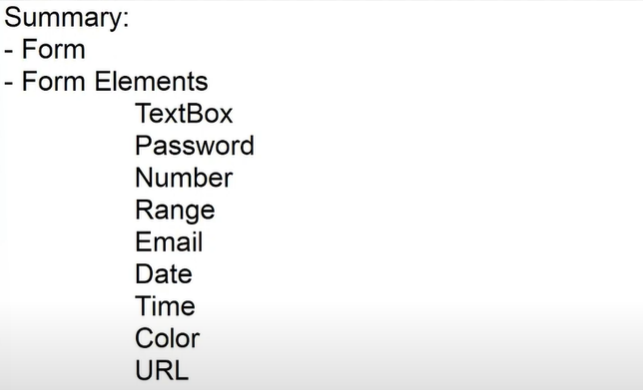 Summary:
- Form
- Form Elements
TextBox
Password
Number
Range
Email
Date
Time
Color
URL